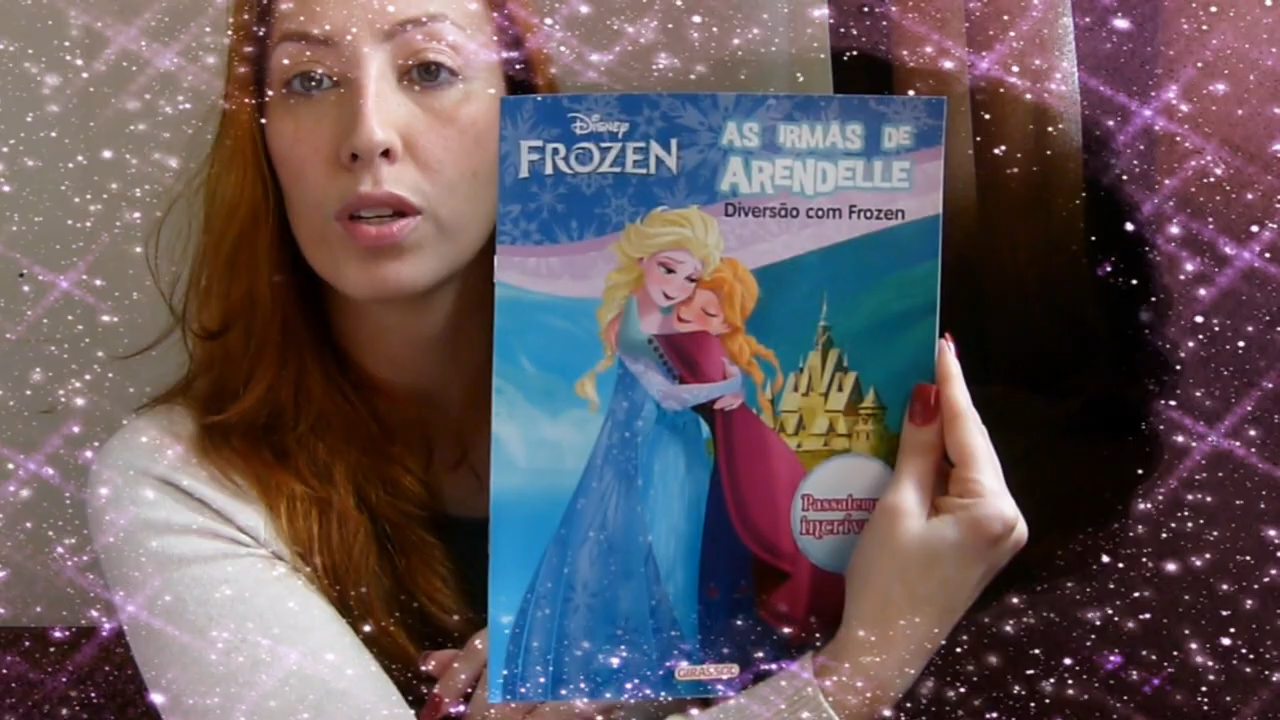 Disney
FROZEN
AS IRMÃS DE
ARENDELLE
Diversão com Frozen
GIRASSOL